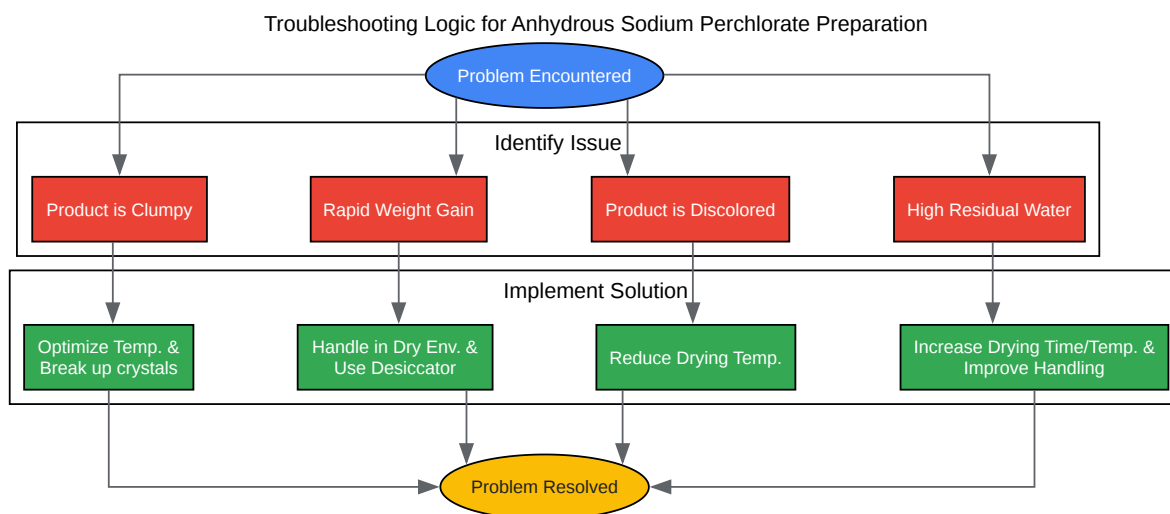 Troubleshooting Logic for Anhydrous Sodium Perchlorate Preparation
Problem Encountered
Identify Issue
Product is Clumpy
Rapid Weight Gain
Product is Discolored
High Residual Water
Implement Solution
Optimize Temp. &
Break up crystals
Handle in Dry Env. &
Use Desiccator
Reduce Drying Temp.
Increase Drying Time/Temp. &
Improve Handling
Problem Resolved